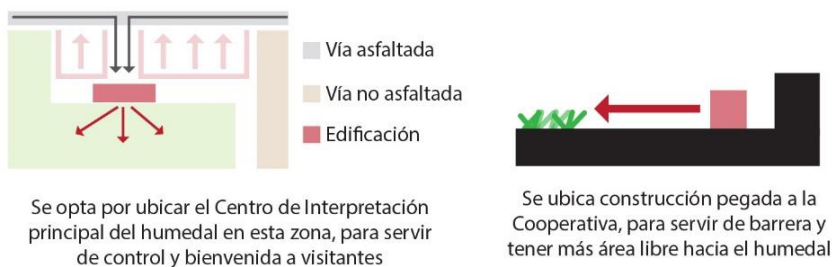 Vía asfaltada
Vía no asfaltada
Edificación
Se opta por ubicar el Centro de Interpretación
principal del humedal en esta zona, para servir
de control y bienvenida a visitantes
Se ubica construcción pegada a la
Cooperativa, para servir de barrera y
tener más área libre hacia el humedal